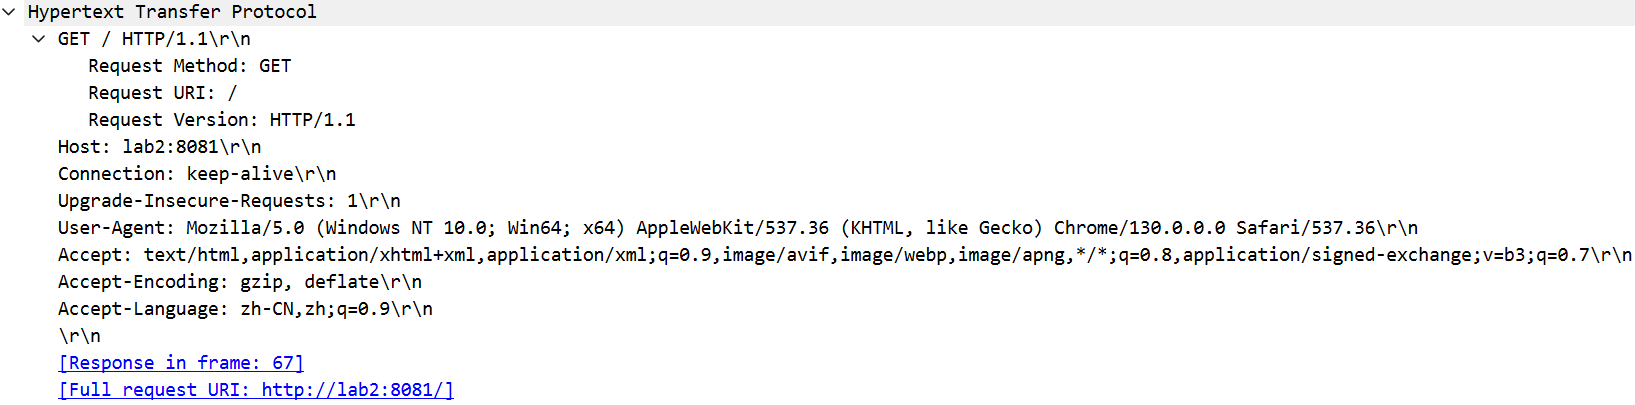 Hypertext Transfer Protocol
GET / HTTP/1.1\r\n
Request Method: GET
Request URI: /
Request Version: HTTP/1.1
Host: lab2:8081\r\n
Connection: keep-alive\r\n
Upgrade-Insecure-Requests: 1\r\n
User-Agent: Mozilla/5.0 (Windows NT 10.0; Win64; x64) AppleWebKit/537.36 (KHTML, like Gecko) Chrome/130.0.0.0 Safari/537.36\r\n
Accept: text/html,application/xhtml+xml,application/xml;q=0.9,image/avif,image/webp,image/apng,*/*;q=0.8,application/signed-exchange;v=b3;q=0.7\r\n
Accept-Encoding: gzip, deflate\r\n
Accept-Language: zh-CN,zh;q=0.9\r\n
\r\n
[Response in frame: 67]
[Full request URI: http://lab2:8081/]